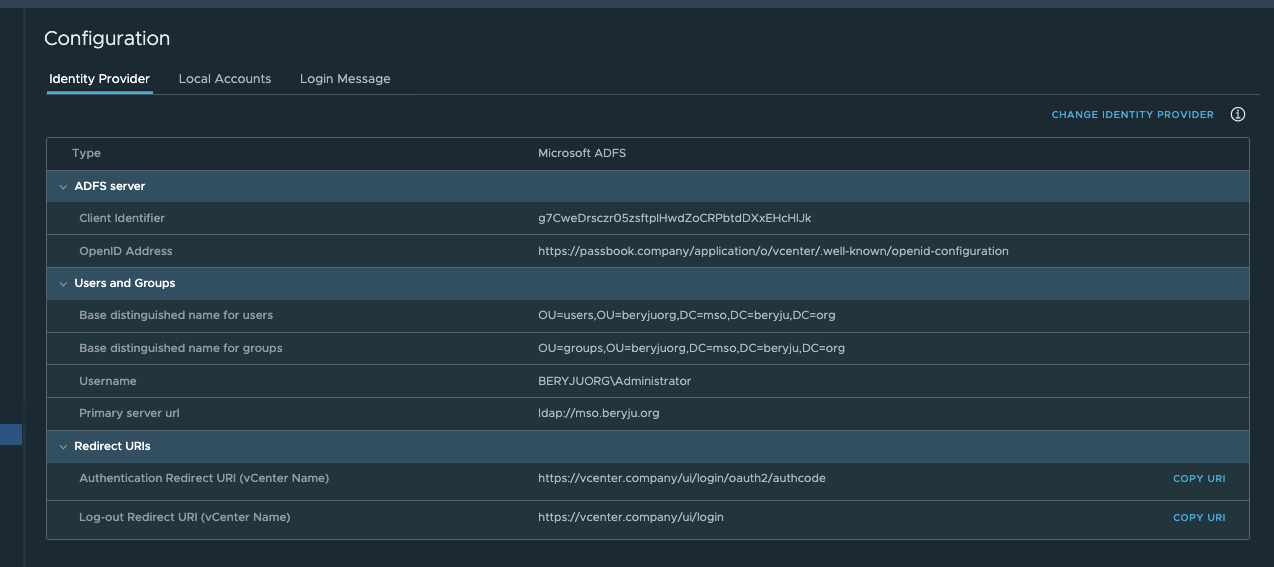 Configuration
Identity Provider Local Accounts Login Message
CHANGE IDENTITY PROVIDER
Type Microsoft ADFS
ADFS server
Client Identifier g7CweDrsczr05zsftplHwdZoCRPbtdDXxEHcHlJk
OpenID Address https://passbook.company/application/o/vcenter/.well-known/openid-configuration
Users and Groups
Base distinguished name for users OU=users,OU=beryjuorg,DC=mso,DC=beryju,DC=org
Base distinguished name for groups OU=groups,OU=beryjuorg,DC=mso,DC=beryju,DC=org
Username BERYJUORG\Administrator
Primary server url ldap://mso.beryju.org
Redirect URIs
Authentication Redirect URI (vCenter Name) https://vcenter.company/ui/login/oauth2/authcode COPY URI
Log-out Redirect URI (vCenter Name) https://vcenter.company/ui/login COPY URI